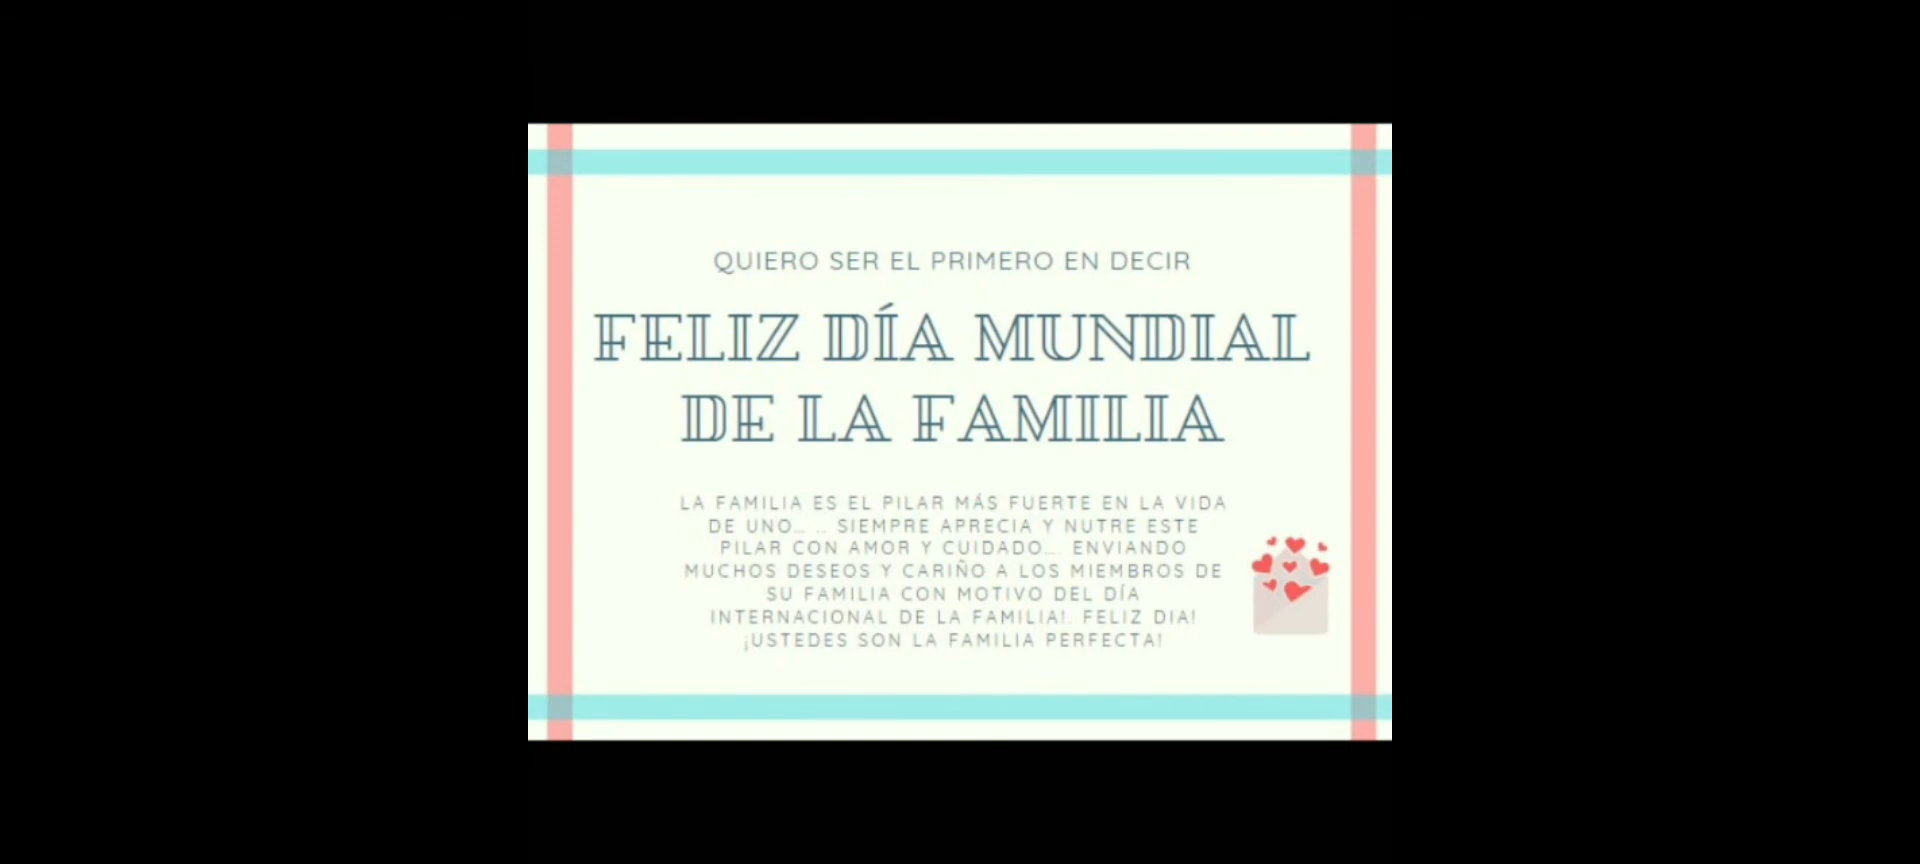 QUIERO SER EL PRIMERO EN DECIR
FELIZ DÍA MUNDIAL
DE LA FAMILIA
LA FAMILIA ES EL PILAR MÁS FUERTE EN LA VIDA
DE UNO... .. SIEMPRE APRECIA Y NUTRE ESTE
PILAR CON AMOR Y CUIDADO.... ENVIANDO
MUCHOS DESEOS Y CARIÑO A LOS MIEMBROS DE
SU FAMILIA CON MOTIVO DEL DÍA
INTERNACIONAL DE LA FAMILIA!. FELIZ DIA!
¡USTEDES SON LA FAMILIA PERFECTA!